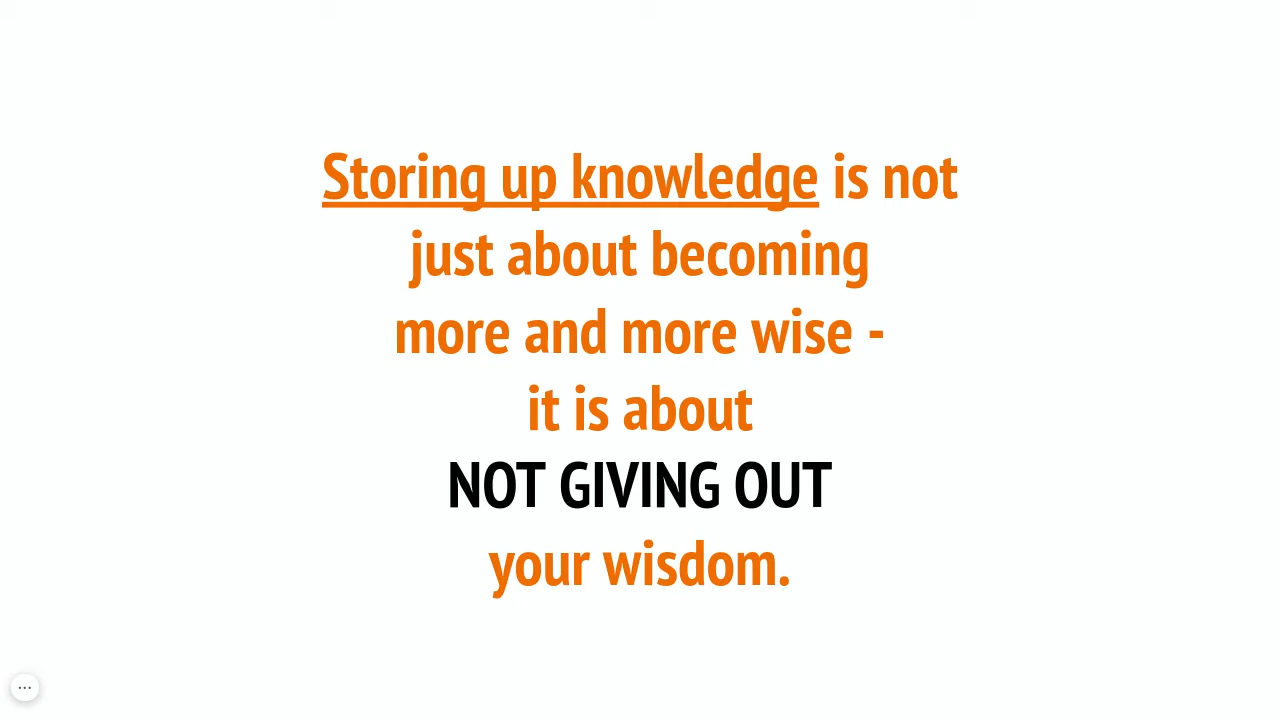 Storing up knowledge is not
just about becoming
more and more wise -
it is about
NOT GIVING OUT
your wisdom.